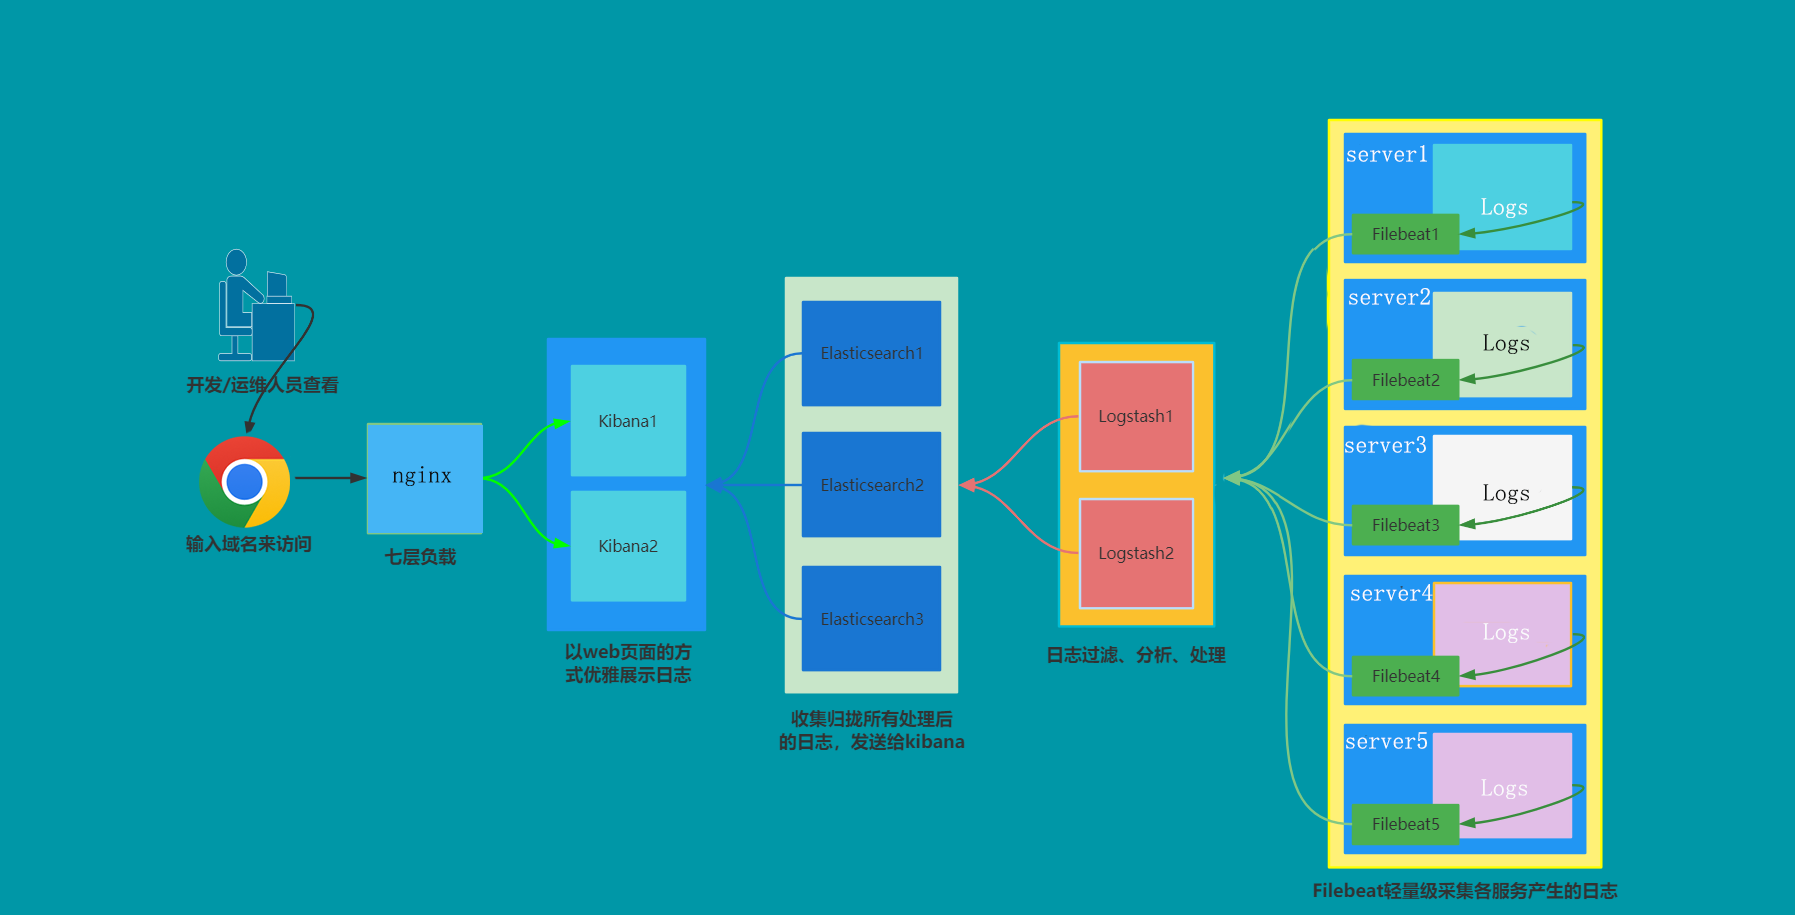 开发/运维人员查看
输入域名来访问
nginx
七层负载
Kibana1
Kibana2
以web页面的方
式优雅展示日志
Elasticsearch1
Elasticsearch2
Elasticsearch3
收集归拢所有处理后
的日志，发送给kibana
Logstash1
Logstash2
日志过滤、分析、处理
server1
Logs
Filebeat1
server2
Logs
Filebeat2
server3
Logs
Filebeat3
server4
Logs
Filebeat4
server5
Logs
Filebeat5
Filebeat轻量级采集各服务产生的日志